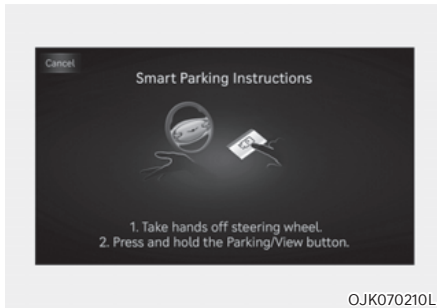 Cancel
Smart Parking Instructions
1. Take hands off steering wheel.
2. Press and hold the Parking/View button.
OJK070210L